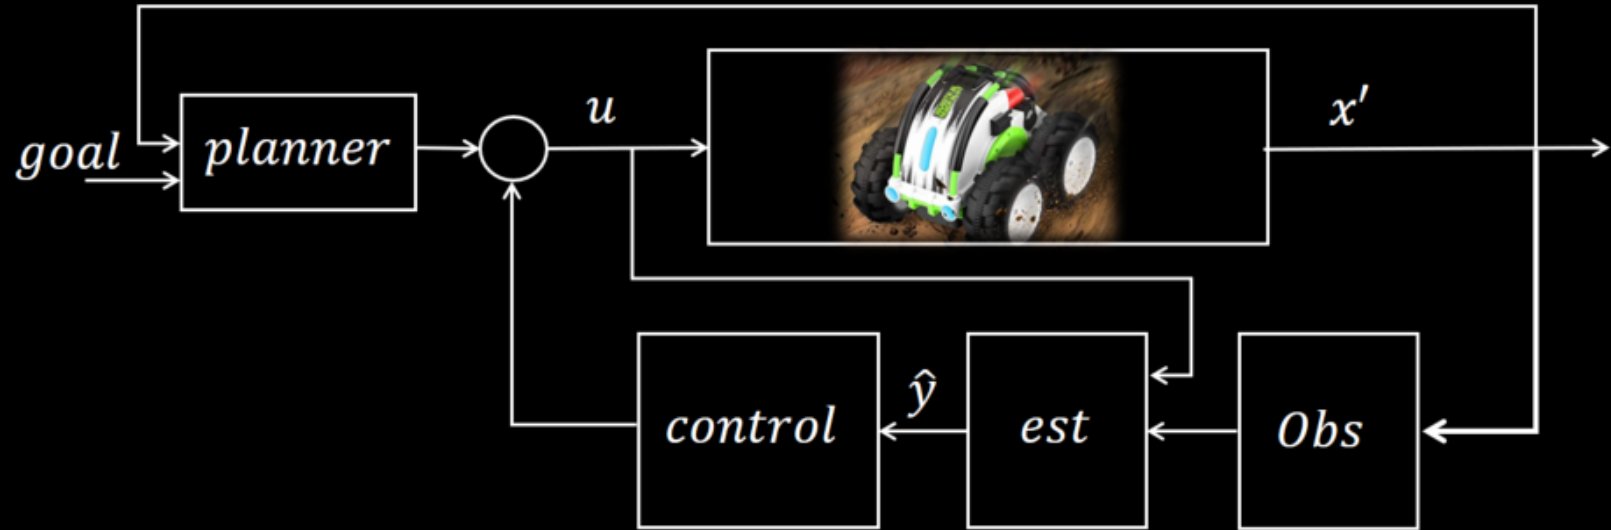 goal
planner
u
x′
control
ŷ
est
Obs